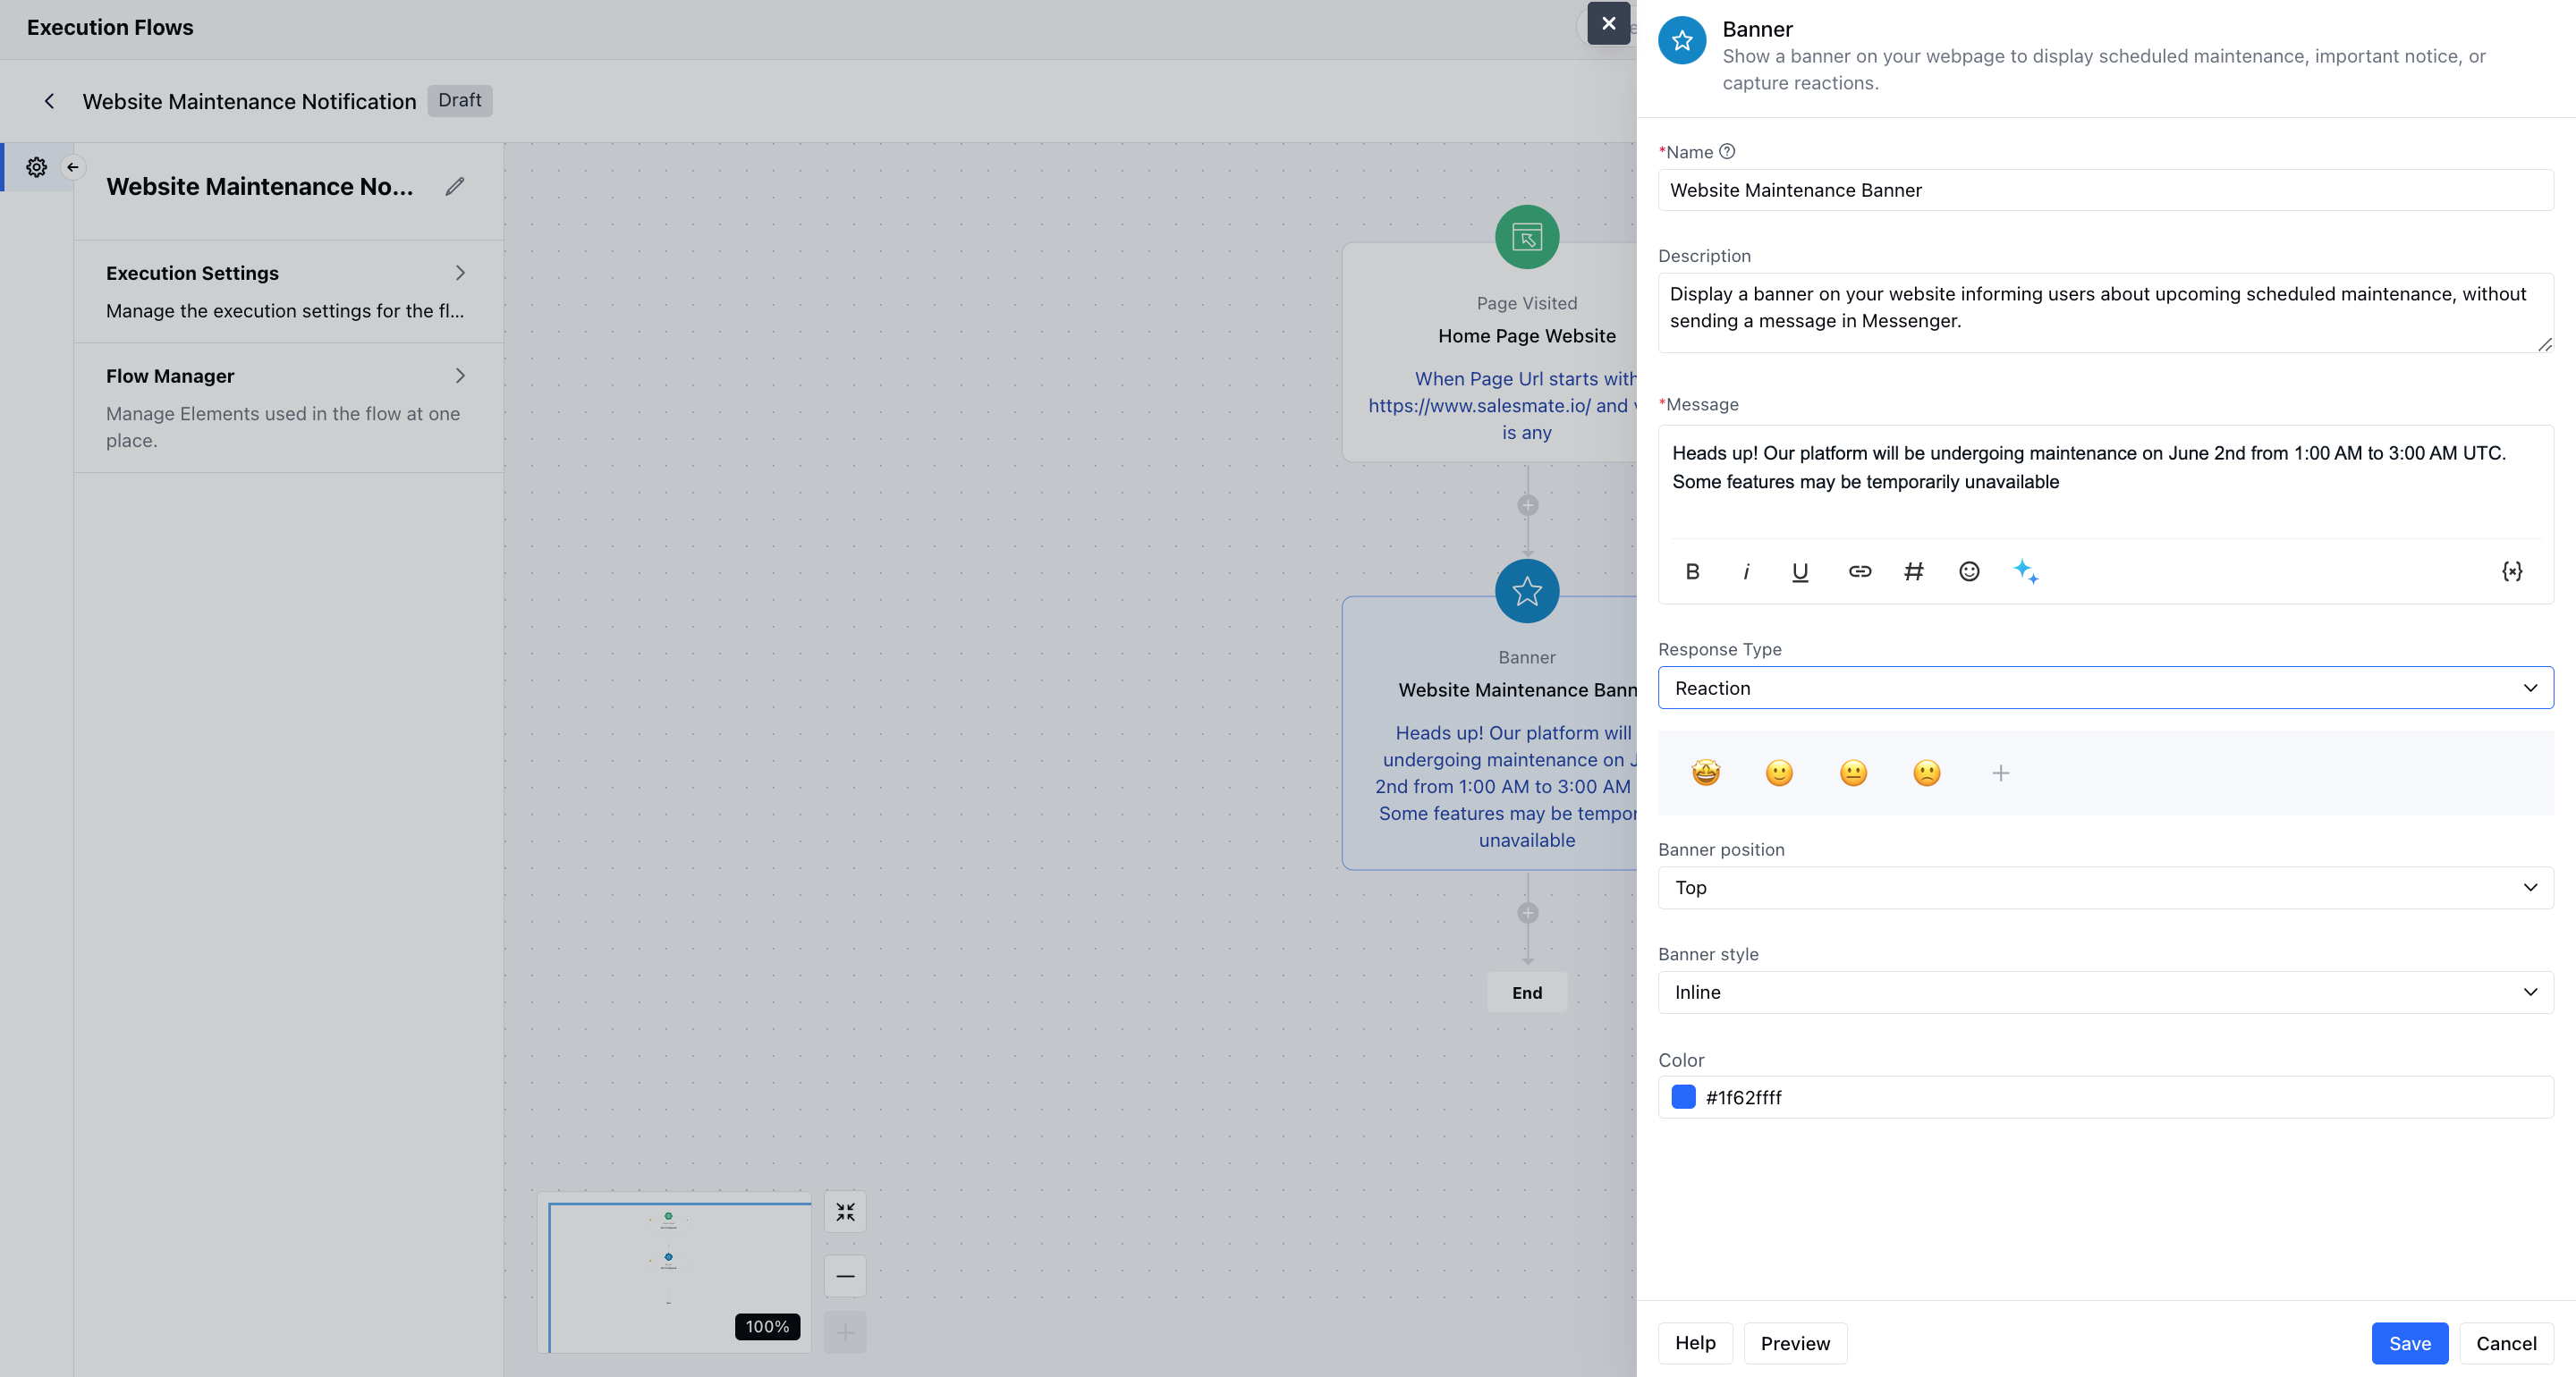 Execution Flows
Website Maintenance Notification
Draft
Website Maintenance No...
Execution Settings
Manage the execution settings for the fl...
Flow Manager
Manage Elements used in the flow at one
place.
Page Visited
Home Page Website
When Page Url starts with
https://www.salesmate.io/ and
is any
Banner
Website Maintenance Bann
Heads up! Our platform will
undergoing maintenance on J
2nd from 1:00 AM to 3:00 AM
Some features may be tempor
unavailable
End
100%
Banner
Show a banner on your webpage to display scheduled maintenance, important notice, or
capture reactions.
*Name
Website Maintenance Banner
Description
Display a banner on your website informing users about upcoming scheduled maintenance, without
sending a message in Messenger.
*Message
Heads up! Our platform will be undergoing maintenance on June 2nd from 1:00 AM to 3:00 AM UTC.
Some features may be temporarily unavailable
B i U
Response Type
Reaction
Banner position
Top
Banner style
Inline
Color
#1f62ffff
Help
Preview
Save
Cancel